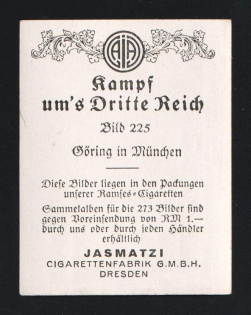 AJA
Kampf
um's Dritte Reich
Bild 225
Göring in München
Diese Bilder liegen in den Packungen
unserer Ramses-Cigaretten
Sammelalben für die 273 Bilder sind
gegen Voreinsendung von RM 1.—
durch uns oder durch jeden Händler
erhältlich
JASMATZI
CIGARETTENFABRIK G.M.B.H.
DRESDEN